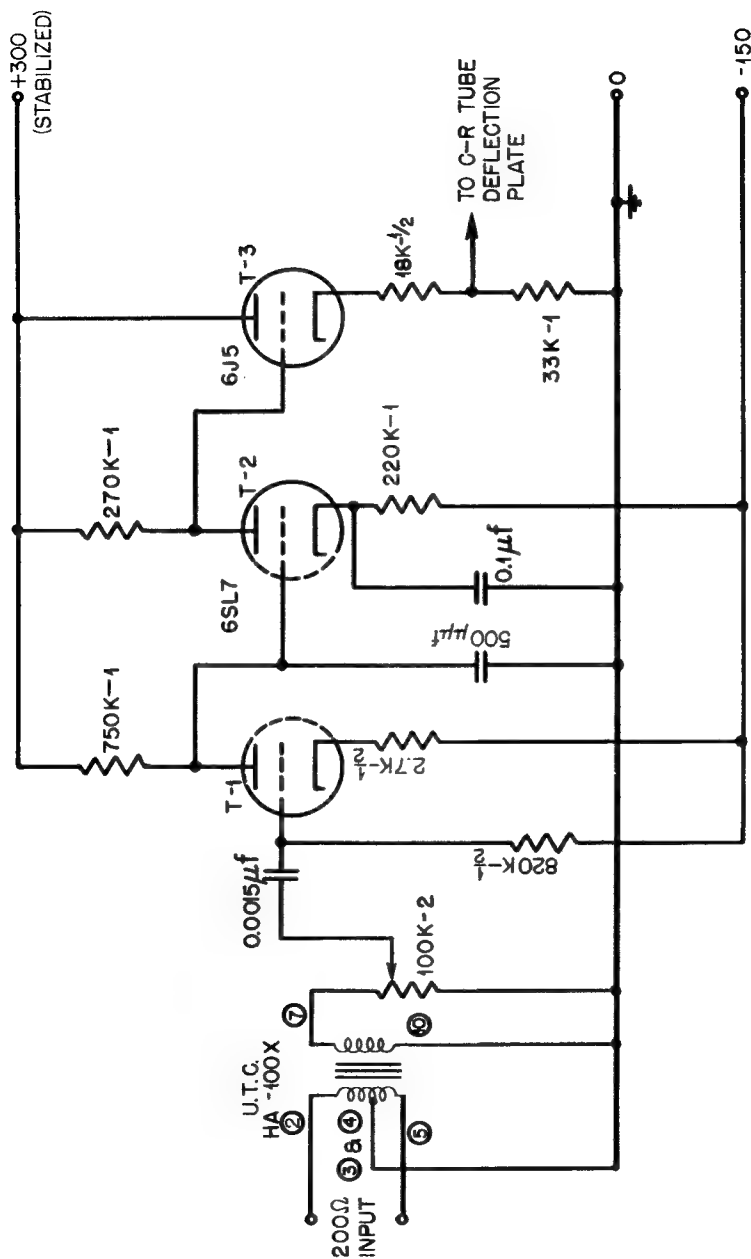 +300
(STABILIZED)
750K-1
270K-1
T-1
6SL7
T-2
6J5
T-3
18K-1/2
TO C-R TUBE
DEFLECTION
PLATE
33K-1
220K-1
0.1μf
500μμf
2.7K-1/2
820K-1/2
0.0015μf
100K-2
U.T.C.
HA-100X
2
7
3 & 4
10
5
200Ω
INPUT
0
-150